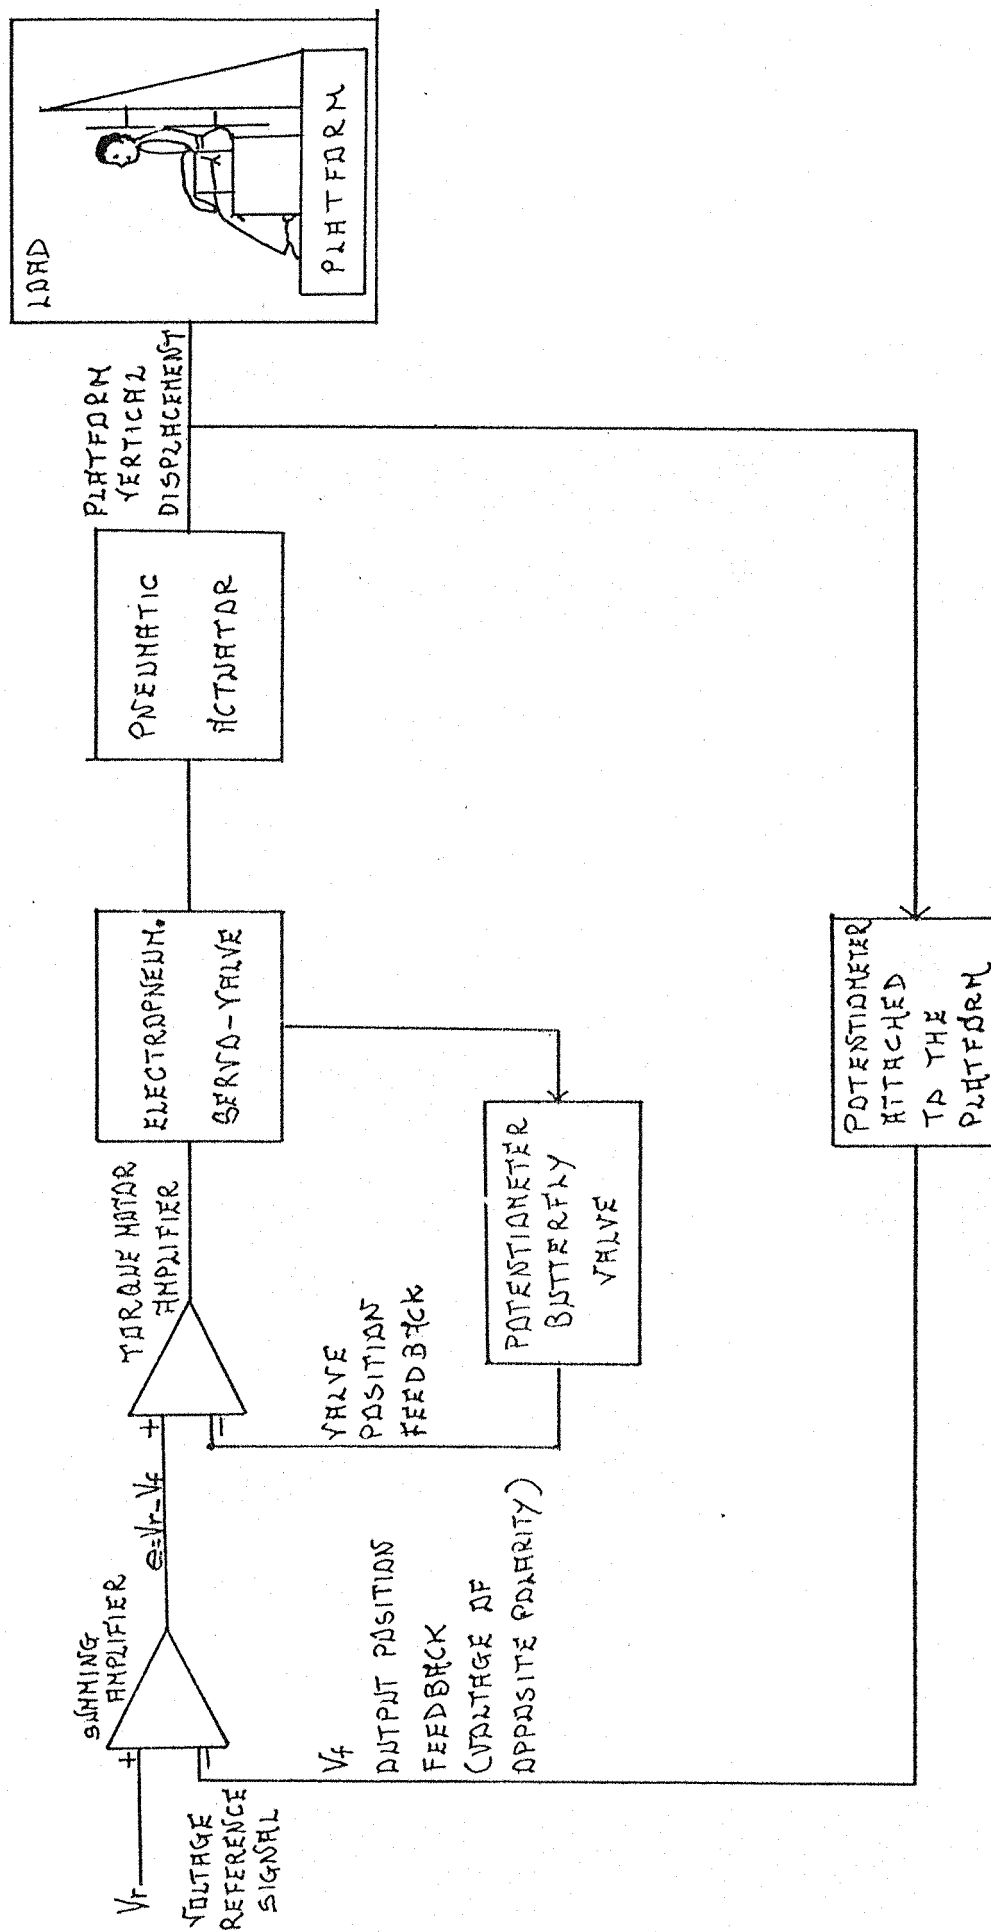 Vr
VOLTAGE
REFERENCE
SIGNAL
+
−
SUMMING
AMPLIFIER
e=Vr-Vf
+
−
TORQUE MOTOR
AMPLIFIER
ELECTROPNEUM.
SERVO-VALVE
PNEUMATIC
ACTUATOR
PLATFORM
VERTICAL
DISPLACEMENT
LOAD
PLATFORM
VALVE
POSITION
FEEDBACK
POTENTIOMETER
BUTTERFLY
VALVE
Vf
OUTPUT POSITION
FEEDBACK
(VOLTAGE OF
OPPOSITE POLARITY)
POTENTIOMETER
ATTACHED
TO THE
PLATFORM